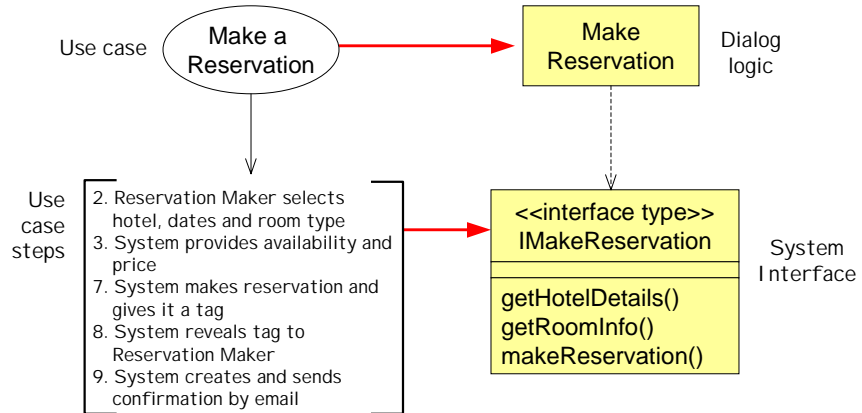 Use case
Make a
Reservation
Make
Reservation
Dialog
logic
Use
case
steps
2. Reservation Maker selects
hotel, dates and room type
3. System provides availability and
price
7. System makes reservation and
gives it a tag
8. System reveals tag to
Reservation Maker
9. System creates and sends
confirmation by email
<<interface type>>
IMakeReservation
getHotelDetails()
getRoomInfo()
makeReservation()
System
Interface